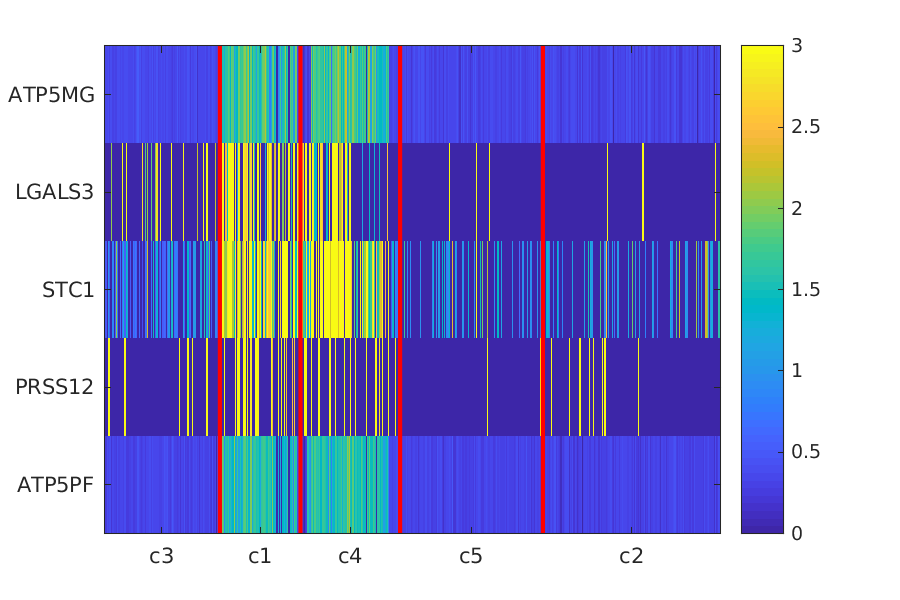 ATP5MG
LGALS3
STC1
PRSS12
ATP5PF
c3 c1 c4 c5 c2
3
2.5
2
1.5
1
0.5
0